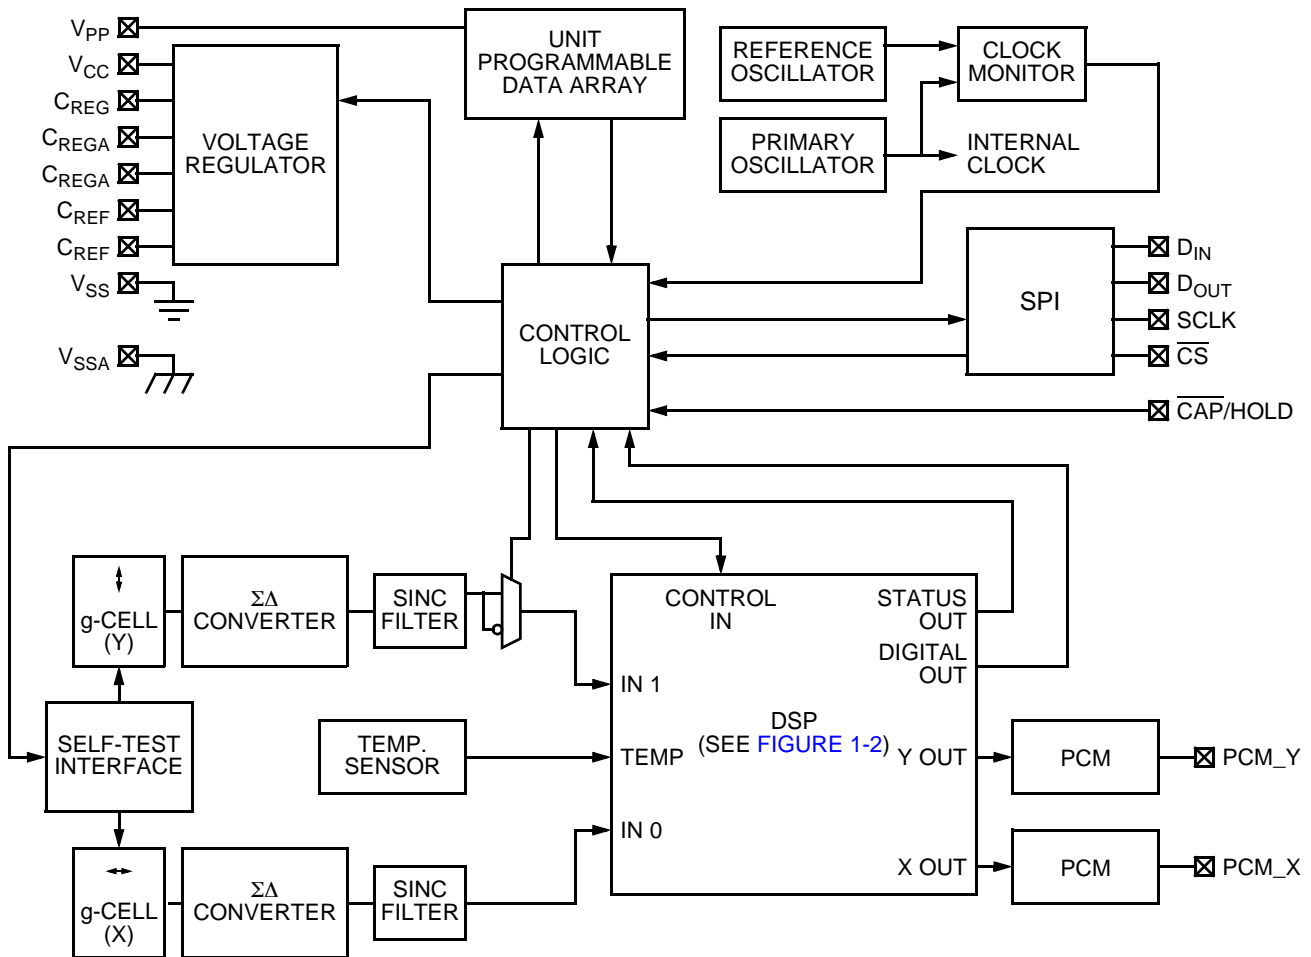 VPP
VCC
CREG
CREGA
CREGA
CREF
CREF
VSS
VSSA
VOLTAGE
REGULATOR
UNIT
PROGRAMMABLE
DATA ARRAY
REFERENCE
OSCILLATOR
CLOCK
MONITOR
PRIMARY
OSCILLATOR
INTERNAL
CLOCK
CONTROL
LOGIC
SPI
DIN
DOUT
SCLK
CS
CAP/HOLD
g-CELL
(Y)
ΣΔ
CONVERTER
SINC
FILTER
SELF-TEST
INTERFACE
TEMP.
SENSOR
g-CELL
(X)
ΣΔ
CONVERTER
SINC
FILTER
CONTROL
IN
STATUS
OUT
DIGITAL
OUT
IN 1
DSP
(SEE FIGURE 1-2)
TEMP
Y OUT
IN 0
X OUT
PCM
PCM_Y
PCM
PCM_X